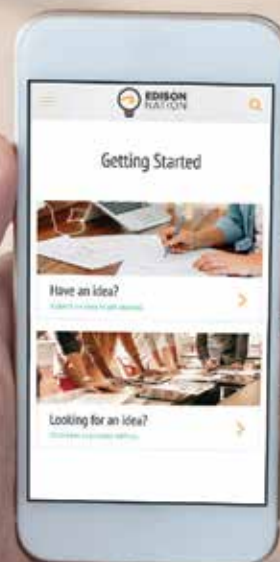 EDISON
NATION
Getting Started
Have an idea?
Looking for an idea?